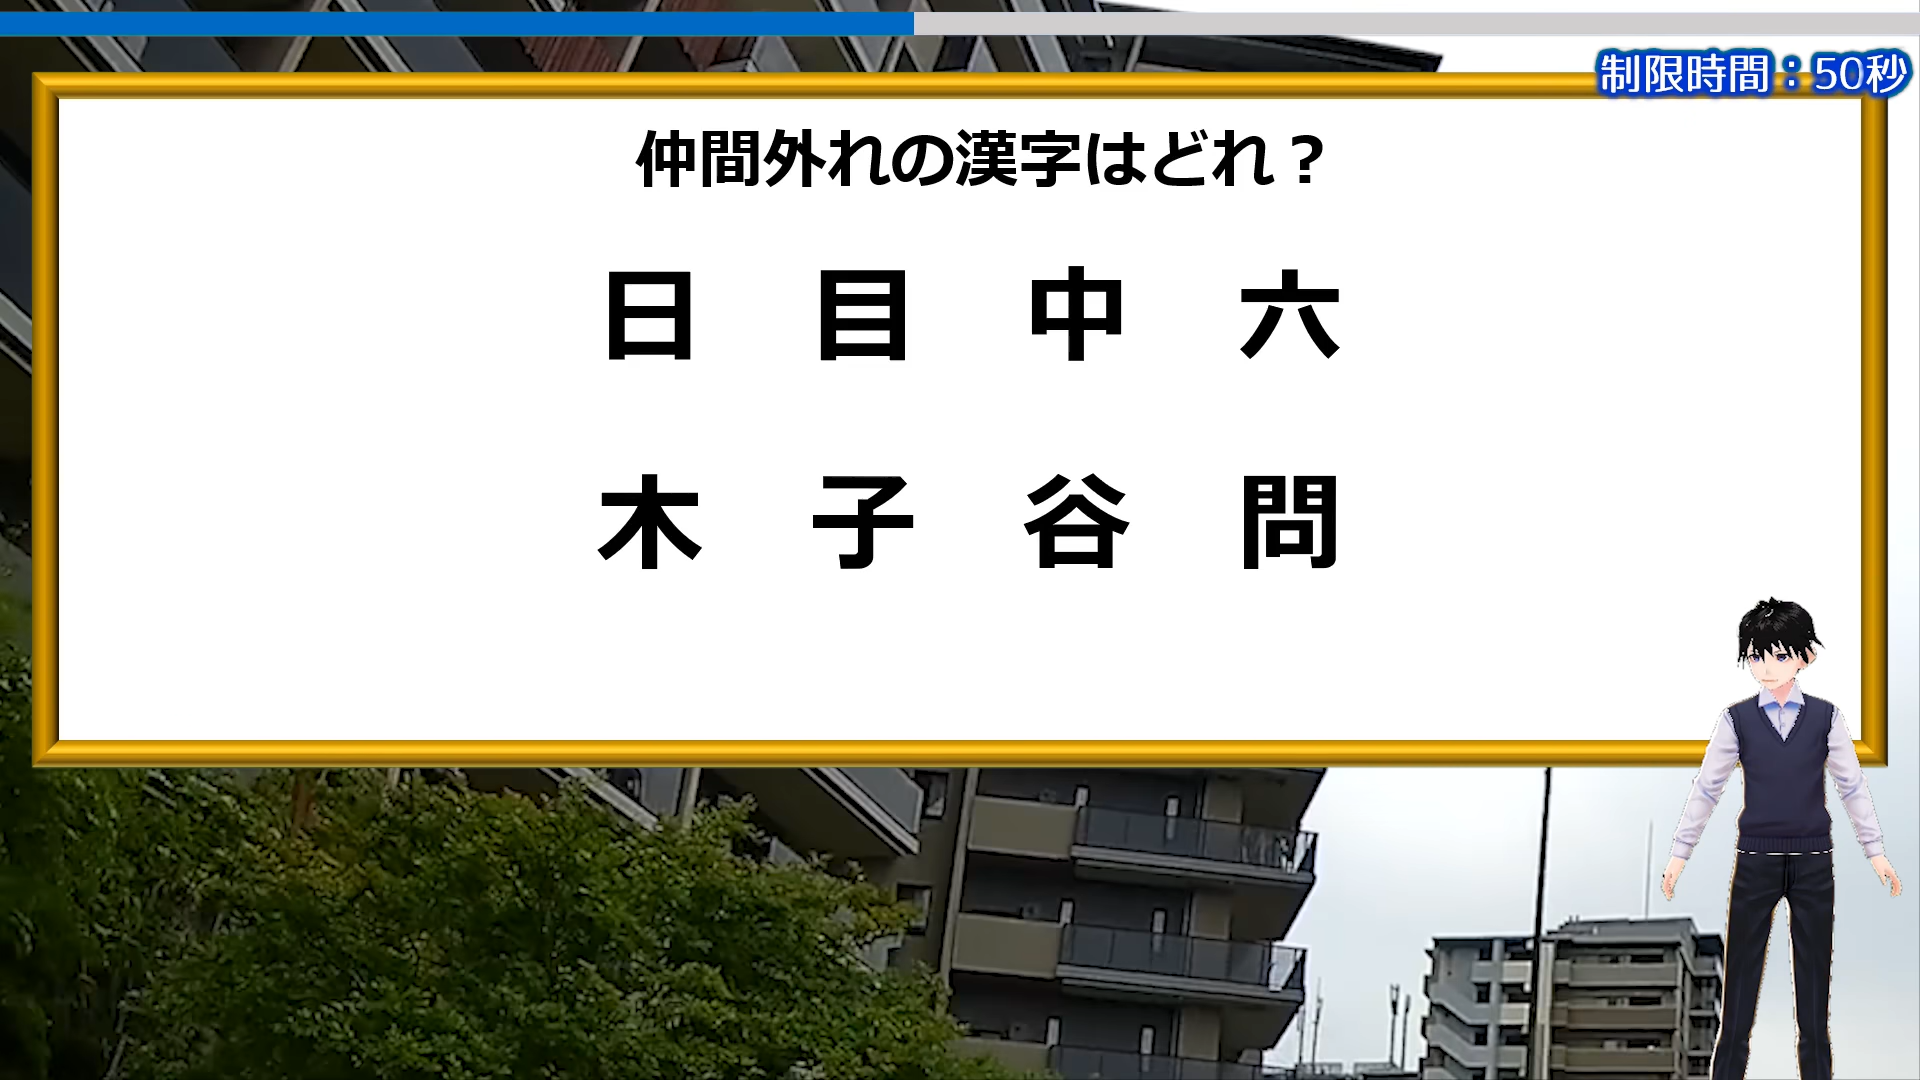 制限時間：50秒
仲間外れの漢字はどれ？
日　目　中　六
木　子　谷　問